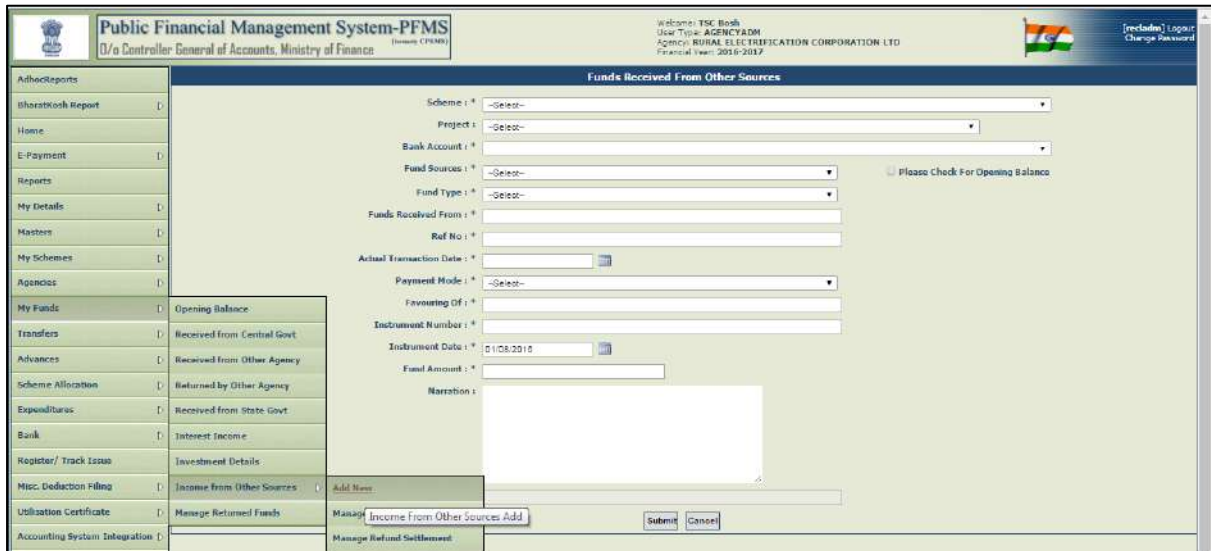 Public Financial Management System-PFMS
(formerly CPSMS)
O/o Controller General of Accounts, Ministry of Finance
Welcome: TSC Bosh
User Type: AGENCYADM
Agency: RURAL ELECTRIFICATION CORPORATION LTD
Financial Year: 2016-2017
[recladm] Logout
Change Password
AdhocReports
BharatKosh Report
Home
E-Payment
Reports
My Details
Masters
My Schemes
Agencies
My Funds
Transfers
Advances
Scheme Allocation
Expenditures
Bank
Register/ Track Issue
Misc. Deduction Filing
Utilisation Certificate
Accounting System Integration
Opening Balance
Received from Central Govt
Received from Other Agency
Returned by Other Agency
Received from State Govt
Interest Income
Investment Details
Income from Other Sources
Manage Returned Funds
Add New
Manage
Income From Other Sources Add
Manage Refund Settlement
Funds Received From Other Sources
Scheme : * --Select--
Project : --Select--
Bank Account : *
Fund Sources : * --Select-- Please Check For Opening Balance
Fund Type : * --Select--
Funds Received From : *
Ref No : *
Actual Transaction Date : *
Payment Mode : * --Select--
Favouring Of : *
Instrument Number : *
Instrument Date : * 01/08/2016
Fund Amount : *
Narration :
Submit Cancel